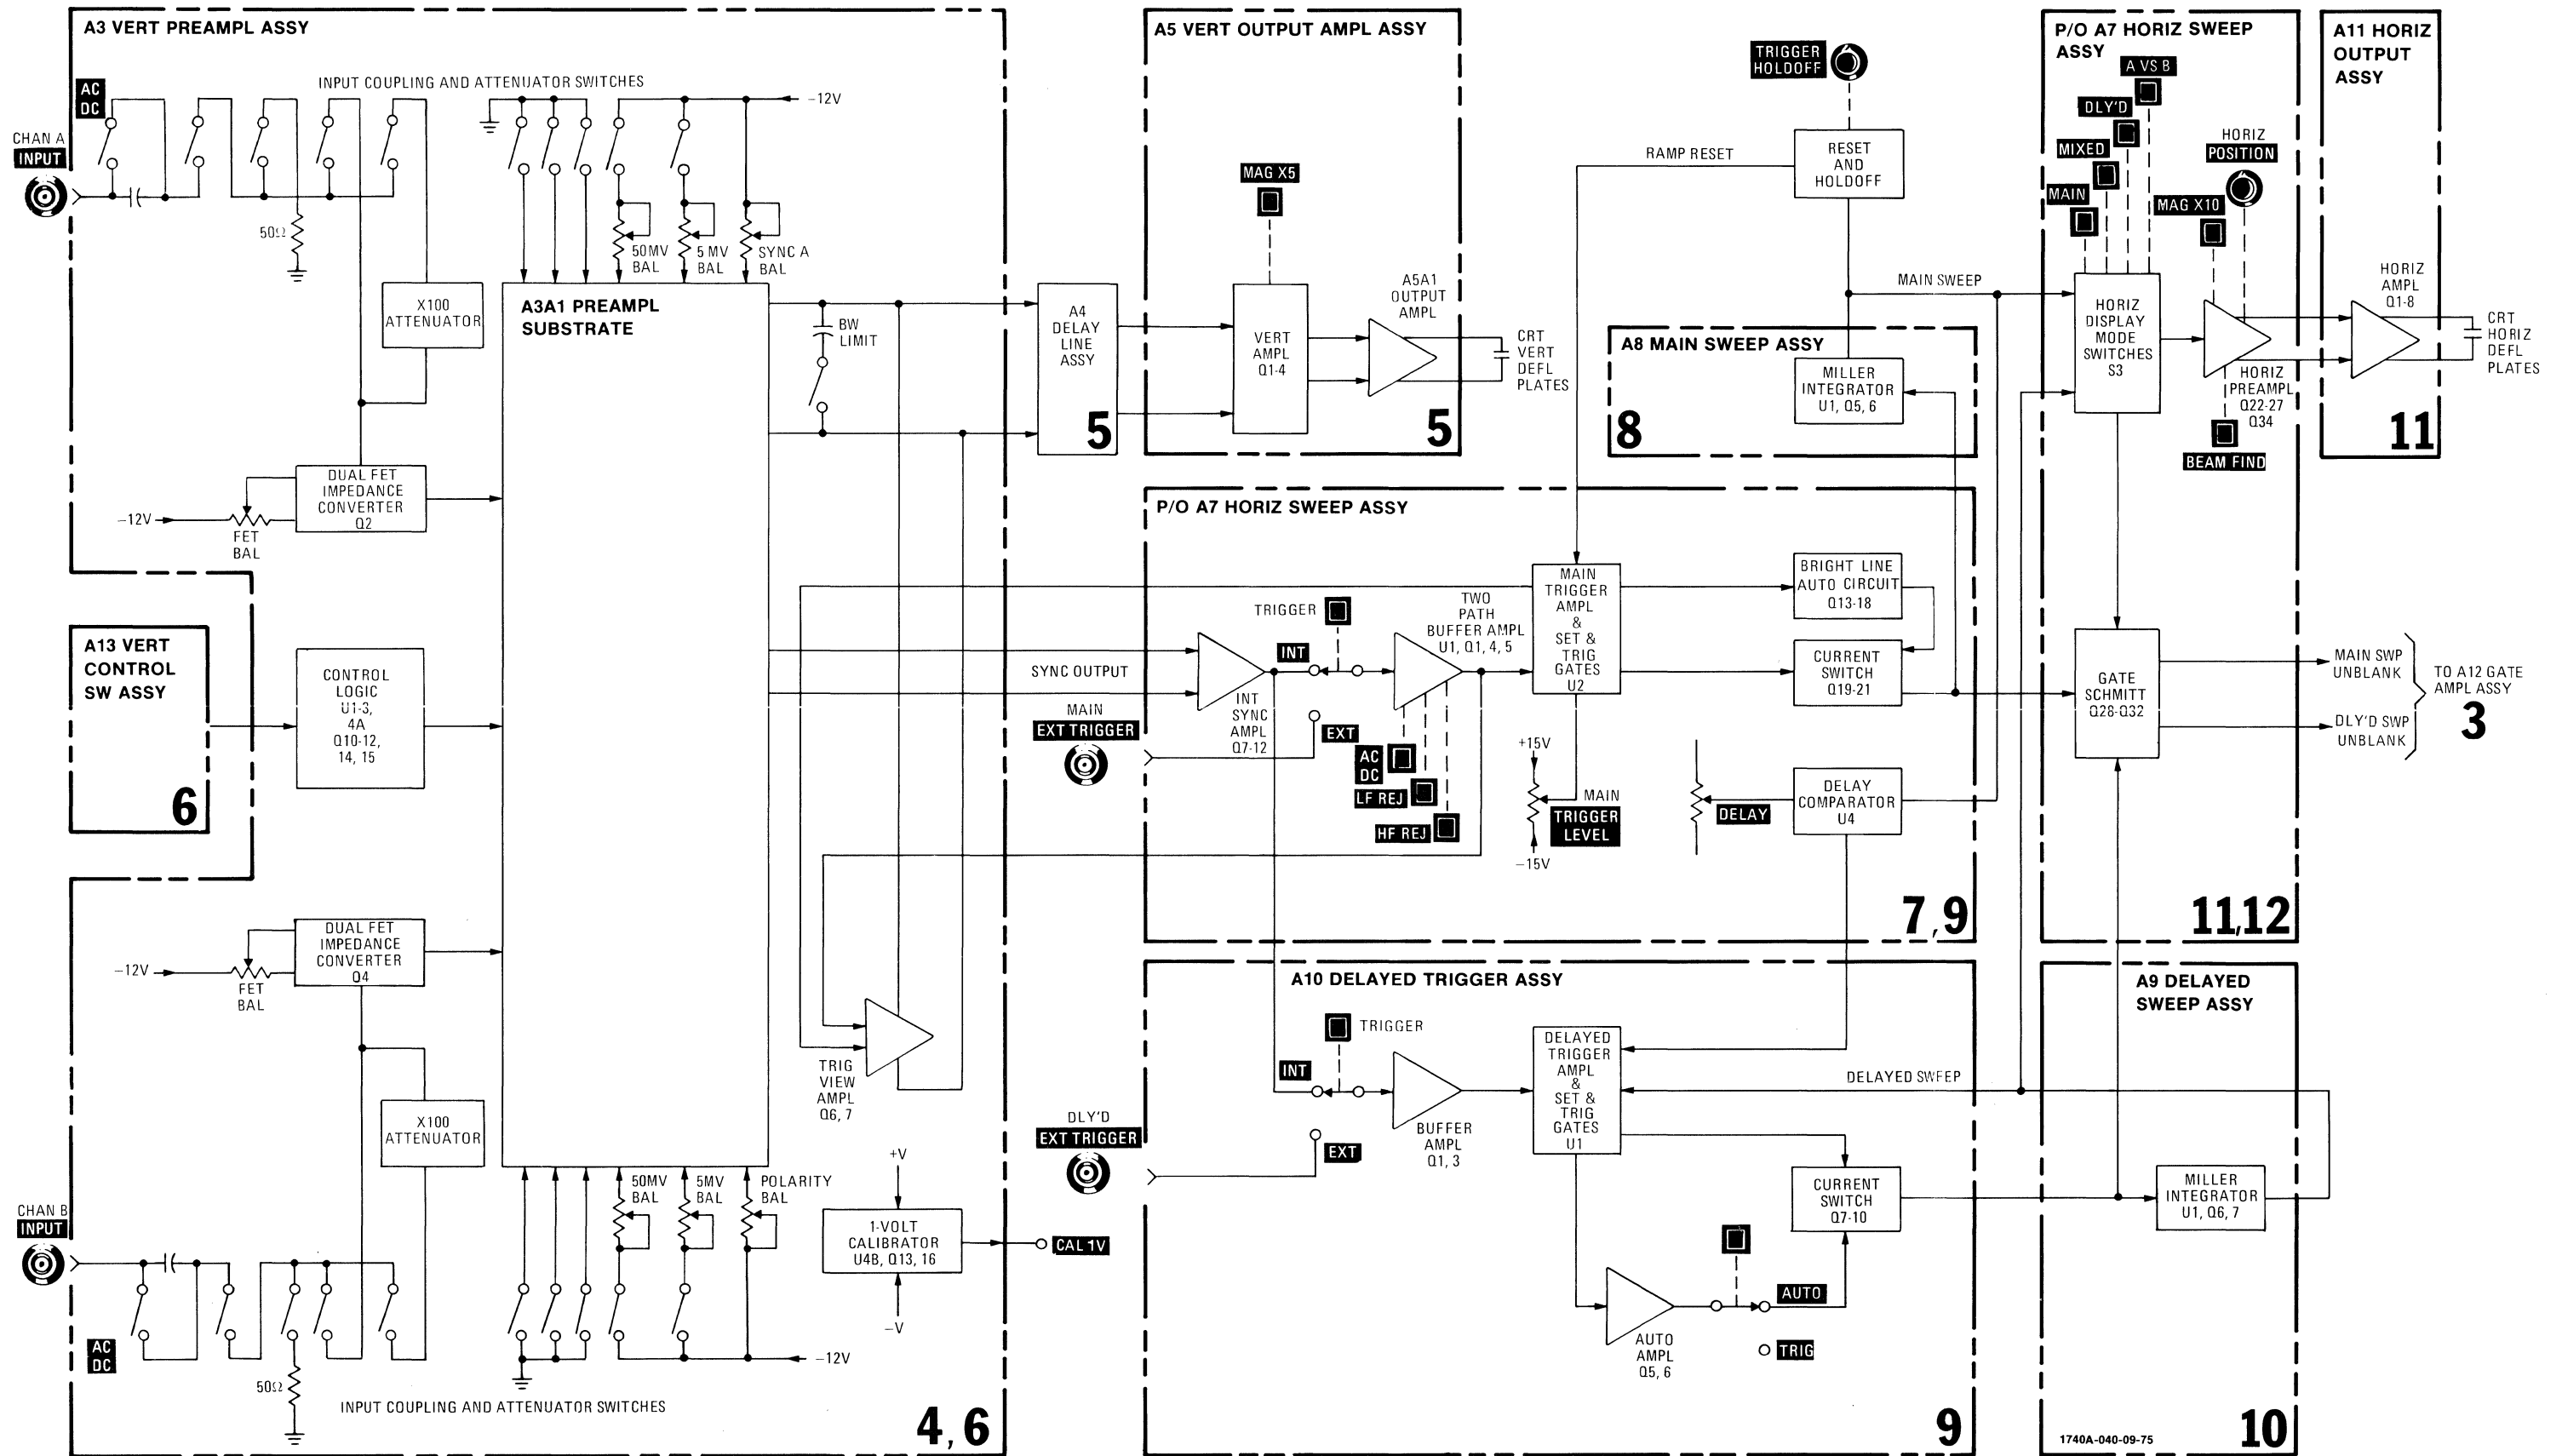 A3 VERT PREAMPL ASSY
INPUT COUPLING AND ATTENUATOR SWITCHES
AC
DC
CHAN A
INPUT
50Ω
X100
ATTENUATOR
-12V
50MV
BAL
5 MV
BAL
SYNC A
BAL
A3A1 PREAMPL
SUBSTRATE
BW
LIMIT
DUAL FET
IMPEDANCE
CONVERTER
Q2
-12V
FET
BAL
A13 VERT
CONTROL
SW ASSY
6
CONTROL
LOGIC
U1-3,
4A
Q10-12,
14, 15
DUAL FET
IMPEDANCE
CONVERTER
Q4
-12V
FET
BAL
X100
ATTENUATOR
TRIG
VIEW
AMPL
Q6, 7
CHAN B
INPUT
AC
DC
50Ω
INPUT COUPLING AND ATTENUATOR SWITCHES
50MV
BAL
5MV
BAL
POLARITY
BAL
-12V
+V
1-VOLT
CALIBRATOR
U4B, Q13, 16
-V
CAL 1V
4, 6
A4
DELAY
LINE
ASSY
5
A5 VERT OUTPUT AMPL ASSY
MAG X5
VERT
AMPL
Q1-4
A5A1
OUTPUT
AMPL
CRT
VERT
DEFL
PLATES
5
TRIGGER
HOLDOFF
RAMP RESET
RESET
AND
HOLDOFF
MAIN SWEEP
A8 MAIN SWEEP ASSY
MILLER
INTEGRATOR
U1, Q5, 6
8
P/O A7 HORIZ SWEEP
ASSY
A VS B
DLY'D
MIXED
MAIN
HORIZ
POSITION
MAG X10
HORIZ
DISPLAY
MODE
SWITCHES
S3
HORIZ
PREAMPL
Q22-27
Q34
BEAM FIND
A11 HORIZ
OUTPUT
ASSY
HORIZ
AMPL
Q1-8
CRT
HORIZ
DEFL
PLATES
11
P/O A7 HORIZ SWEEP ASSY
SYNC OUTPUT
MAIN
EXT TRIGGER
INT
SYNC
AMPL
Q7-12
TRIGGER
INT
EXT
TWO
PATH
BUFFER AMPL
U1, Q1, 4, 5
AC
DC
LF REJ
HF REJ
MAIN
TRIGGER
AMPL
&
SET &
TRIG
GATES
U2
+15V
MAIN
TRIGGER
LEVEL
-15V
BRIGHT LINE
AUTO CIRCUIT
Q13-18
CURRENT
SWITCH
Q19-21
DELAY
DELAY
COMPARATOR
U4
7, 9
GATE
SCHMITT
Q28-Q32
MAIN SWP
UNBLANK
DLY'D SWP
UNBLANK
TO A12 GATE
AMPL ASSY
3
11,12
A10 DELAYED TRIGGER ASSY
DLY'D
EXT TRIGGER
TRIGGER
INT
EXT
BUFFER
AMPL
Q1, 3
DELAYED
TRIGGER
AMPL
&
SET &
TRIG
GATES
U1
DELAYED SWEEP
CURRENT
SWITCH
Q7-10
AUTO
AMPL
Q5, 6
AUTO
TRIG
9
A9 DELAYED
SWEEP ASSY
MILLER
INTEGRATOR
U1, Q6, 7
1740A-040-09-75
10